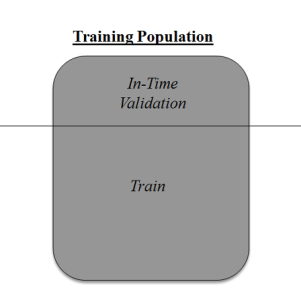 Training Population
In-Time
Validation
Train